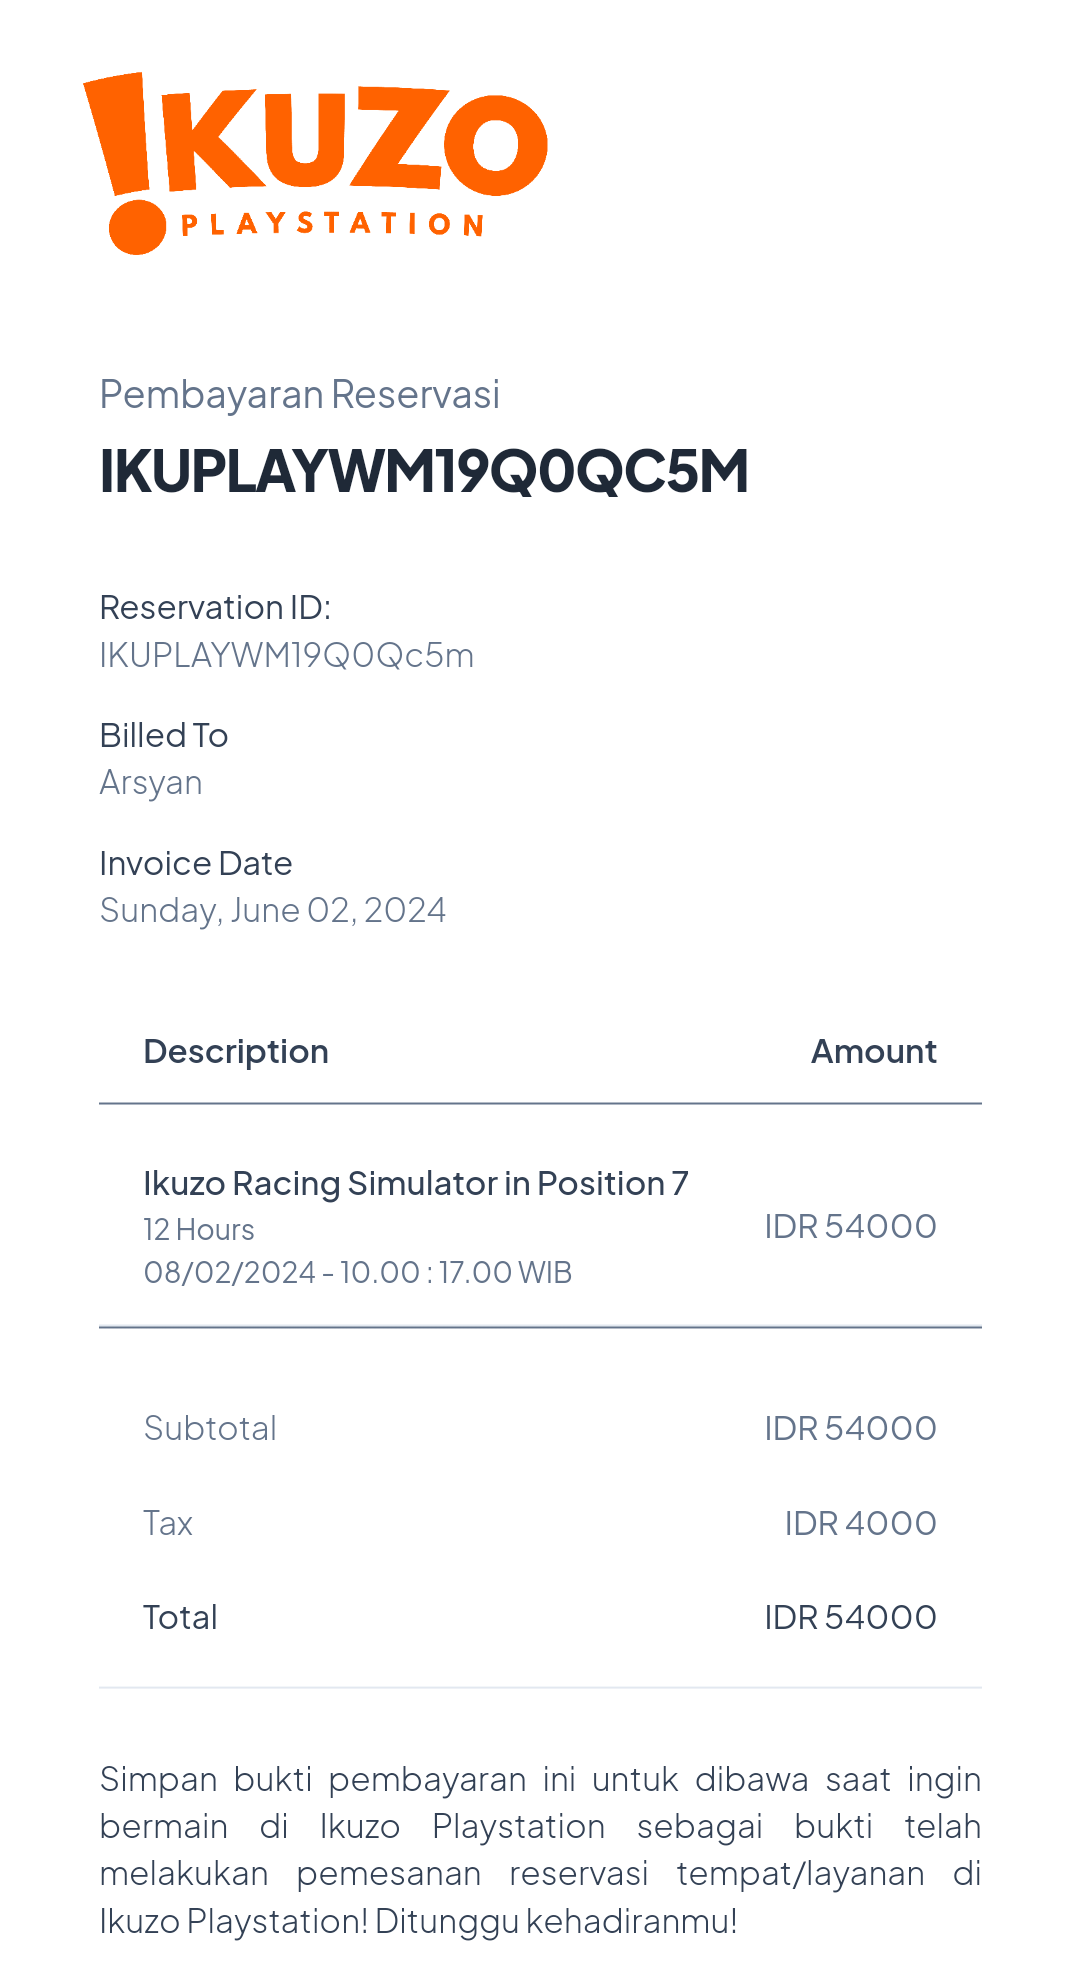 !KUZO
PLAYSTATION
Pembayaran Reservasi
IKUPLAYWM19Q0QC5M
Reservation ID:
IKUPLAYWM19Q0Qc5m
Billed To
Arsyan
Invoice Date
Sunday, June 02, 2024
Description Amount
Ikuzo Racing Simulator in Position 7
12 Hours
IDR 54000
08/02/2024 - 10.00 : 17.00 WIB
Subtotal IDR 54000
Tax IDR 4000
Total IDR 54000
Simpan bukti pembayaran ini untuk dibawa saat ingin
bermain di Ikuzo Playstation sebagai bukti telah
melakukan pemesanan reservasi tempat/layanan di
Ikuzo Playstation! Ditunggu kehadiranmu!